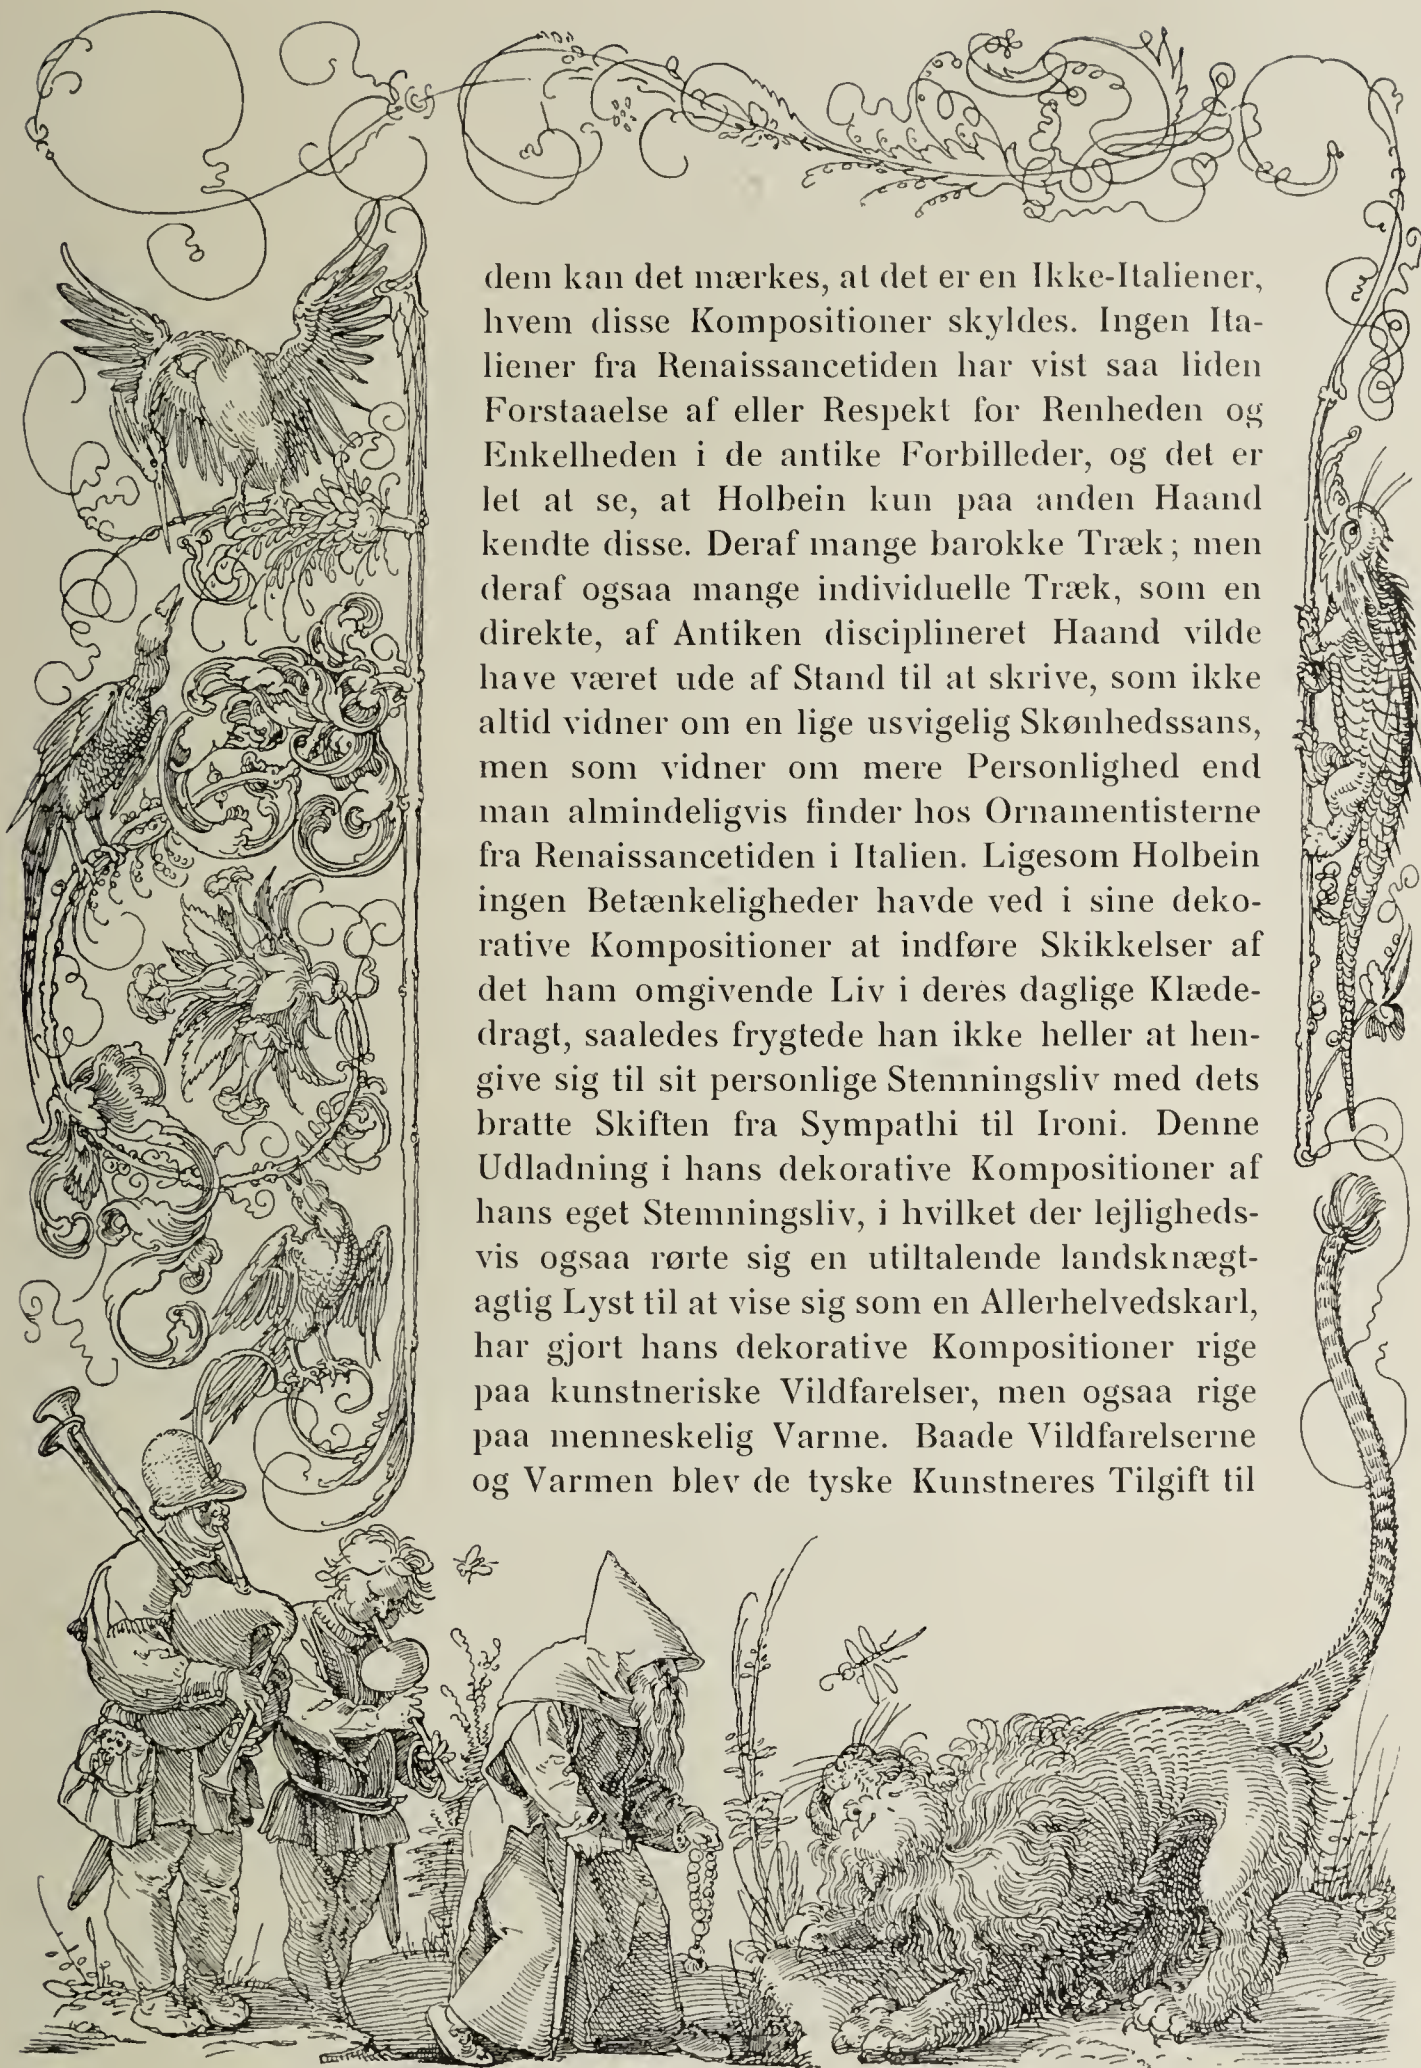 dem kan det mærkes, at det er en Ikke-Italiener,
hvem disse Kompositioner skyldes. Ingen Ita-
liener fra Renaissancetiden har vist saa liden
Forstaaelse af eller Respekt for Renheden og
Enkelheden i de antike Forbilleder, og det er
let at se, at Holbein kun paa anden Haand
kendte disse. Deraf mange barokke Træk; men
deraf ogsaa mange individuelle Træk, som en
direkte, af Antiken disciplineret Haand vilde
have været ude af Stand til at skrive, som ikke
altid vidner om en lige usvigelig Skønhedssans,
men som vidner om mere Personlighed end
man almindeligvis finder hos Ornamentisterne
fra Renaissancetiden i Italien. Ligesom Holbein
ingen Betænkeligheder havde ved i sine deko-
rative Kompositioner at indføre Skikkelser af
det ham omgivende Liv i deres daglige Klæde-
dragt, saaledes frygtede han ikke heller at hen-
give sig til sit personlige Stemningsliv med dets
bratte Skiften fra Sympathi til Ironi. Denne
Udladning i hans dekorative Kompositioner af
hans eget Stemningsliv, i hvilket der lejligheds-
vis ogsaa rørte sig en utiltalende landsknægt-
agtig Lyst til at vise sig som en Allerhelvedskarl,
har gjort hans dekorative Kompositioner rige
paa kunstneriske Vildfarelser, men ogsaa rige
paa menneskelig Varme. Baade Vildfarelserne
og Varmen blev de tyske Kunstneres Tilgift til